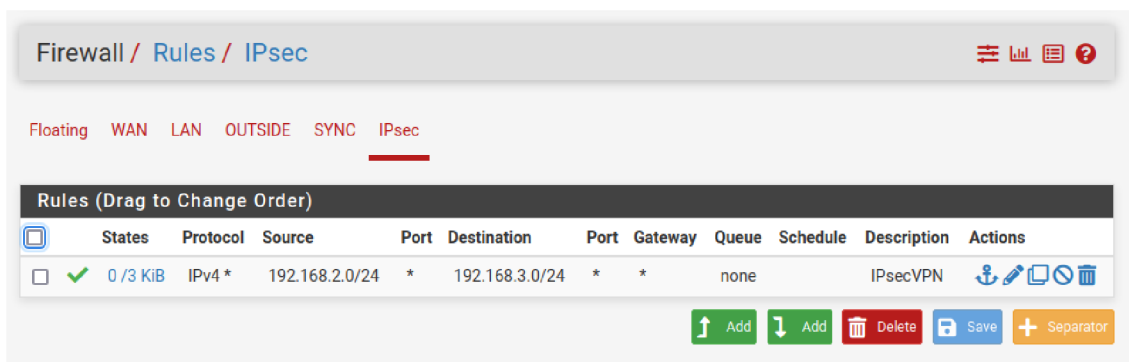 Firewall / Rules / IPsec
Floating WAN LAN OUTSIDE SYNC IPsec
Rules (Drag to Change Order)
States Protocol Source Port Destination Port Gateway Queue Schedule Description Actions
0 /3 KiB IPv4 * 192.168.2.0/24 * 192.168.3.0/24 * * none IPsecVPN
Add Add Delete Save Separator